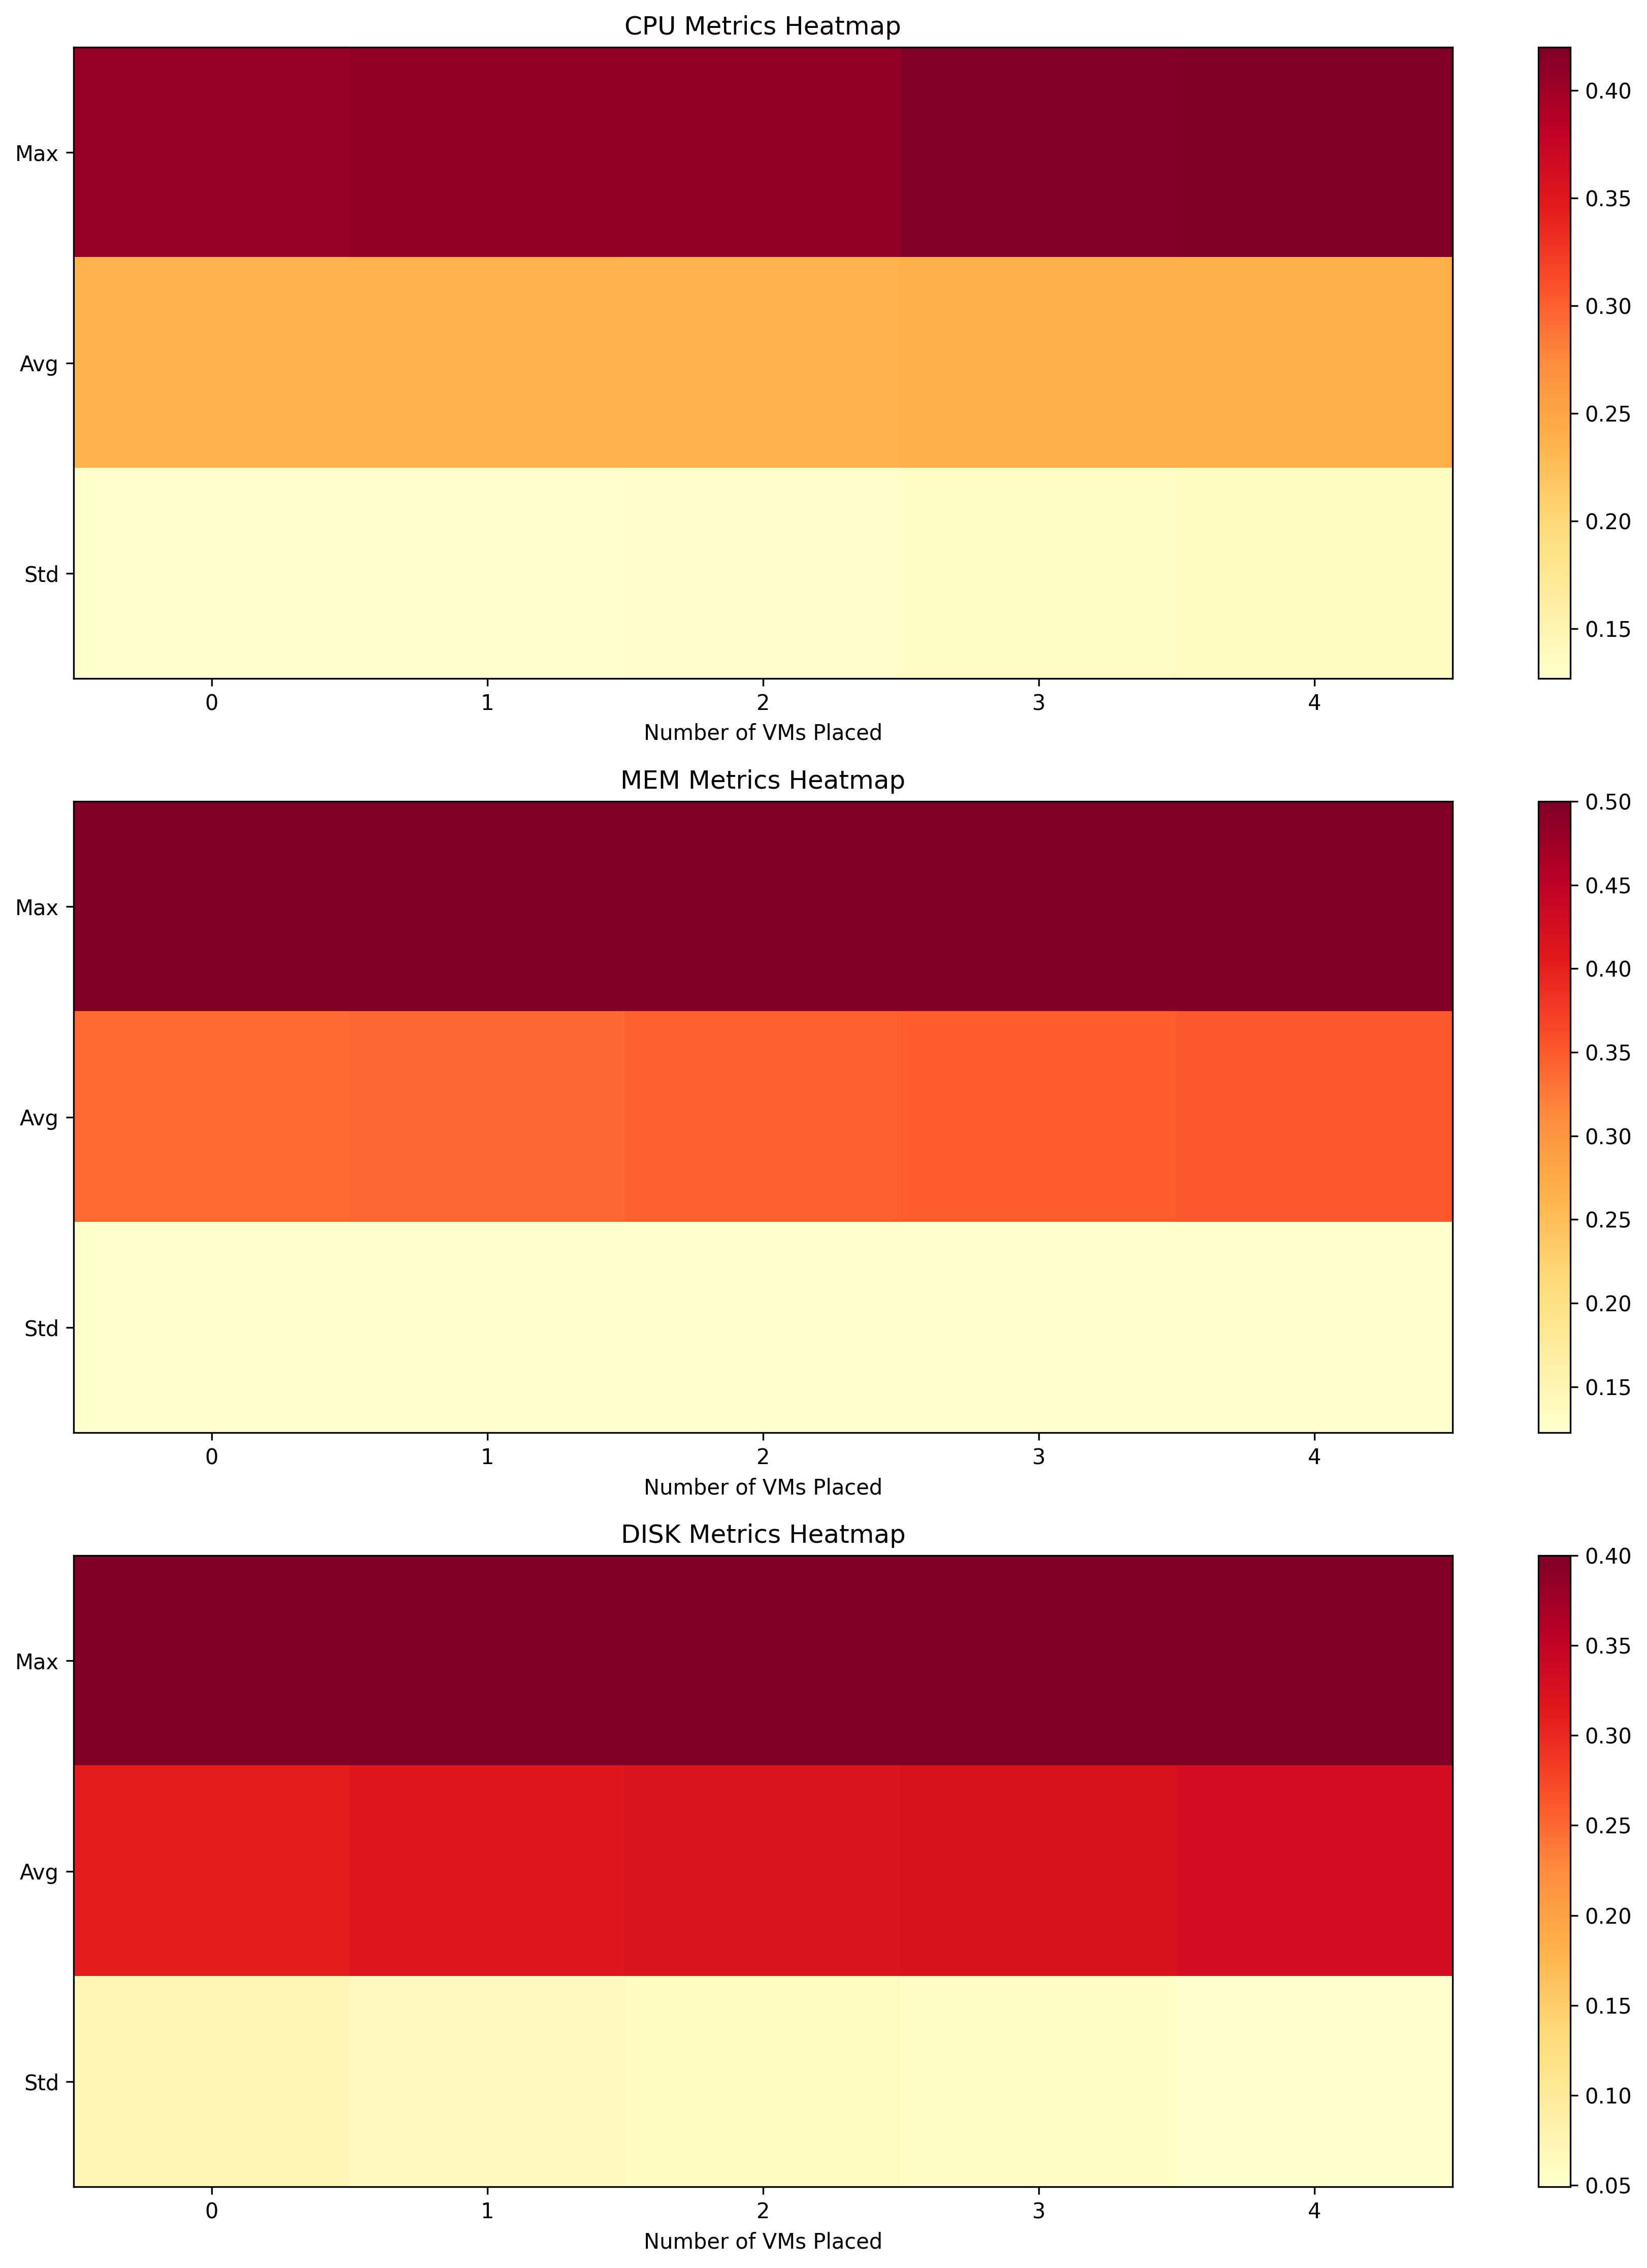 CPU Metrics Heatmap
Max
Avg
Std
0 1 2 3 4
Number of VMs Placed
0.40
0.35
0.30
0.25
0.20
0.15
MEM Metrics Heatmap
Max
Avg
Std
0 1 2 3 4
Number of VMs Placed
0.50
0.45
0.40
0.35
0.30
0.25
0.20
0.15
DISK Metrics Heatmap
Max
Avg
Std
0 1 2 3 4
Number of VMs Placed
0.40
0.35
0.30
0.25
0.20
0.15
0.10
0.05